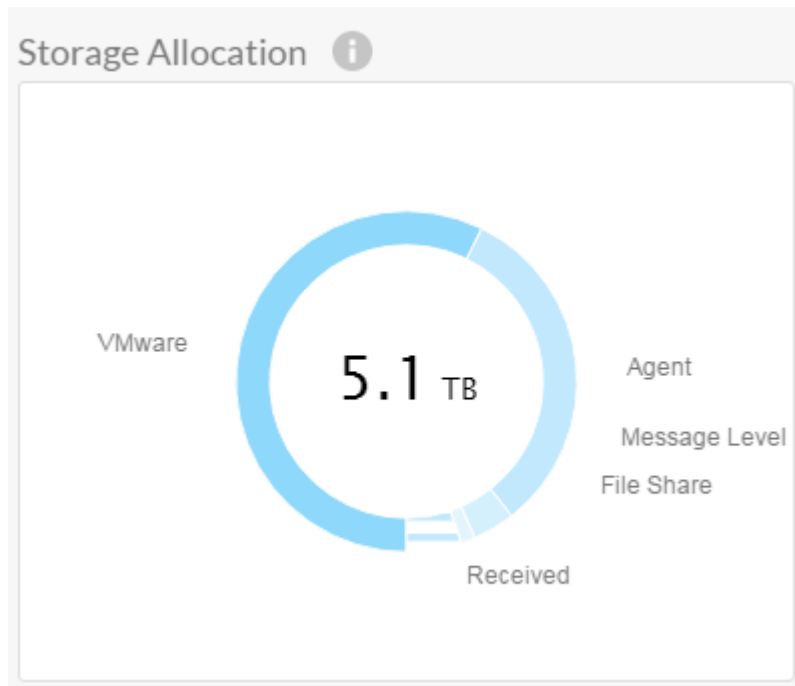 Storage Allocation
VMware
5.1 TB
Agent
Message Level
File Share
Received